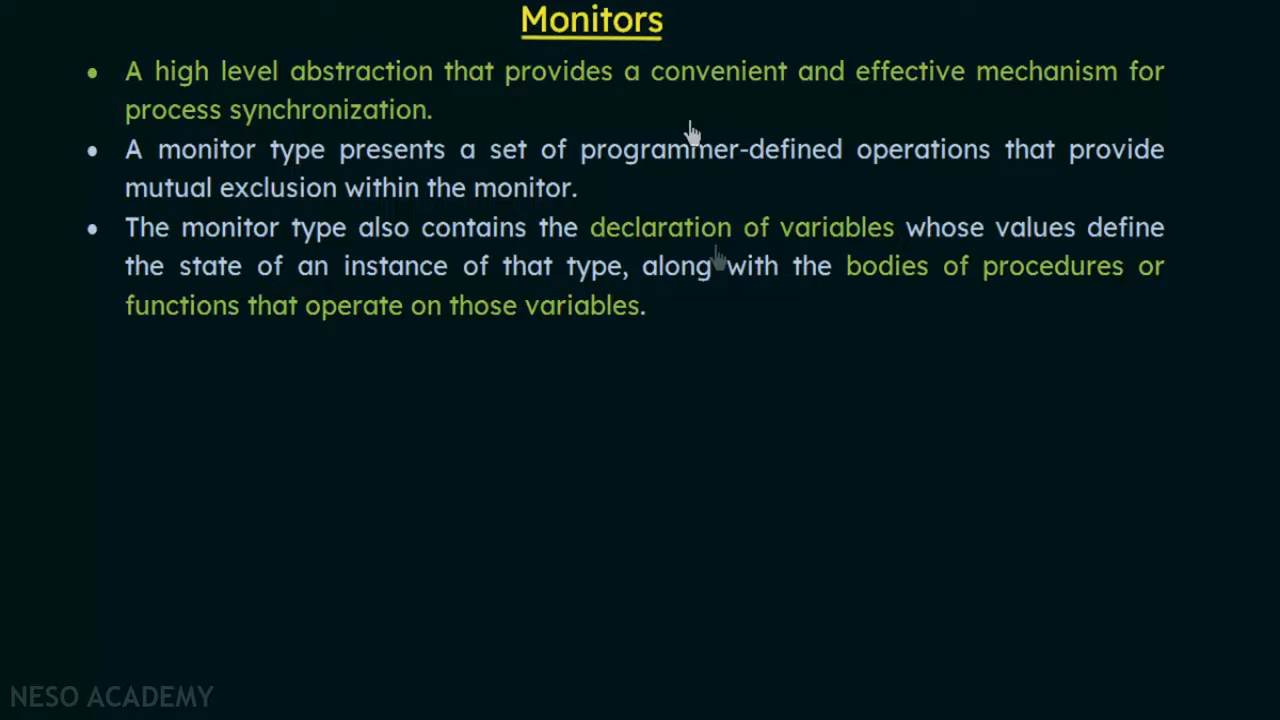 Monitors
• A high level abstraction that provides a convenient and effective mechanism for
process synchronization.
• A monitor type presents a set of programmer-defined operations that provide
mutual exclusion within the monitor.
• The monitor type also contains the declaration of variables whose values define
the state of an instance of that type, along with the bodies of procedures or
functions that operate on those variables.
NESO ACADEMY